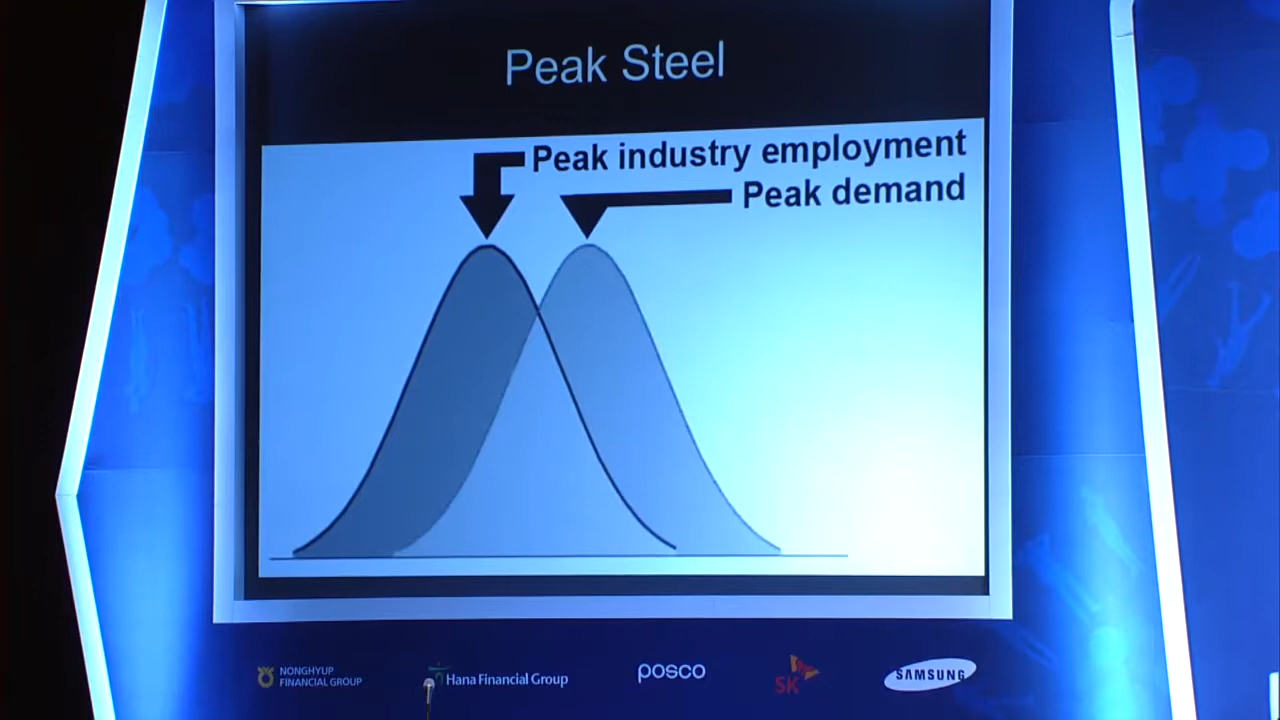 Peak Steel
Peak industry employment
Peak demand
NONGHYUP
FINANCIAL GROUP
Hana Financial Group
posco
SK
SAMSUNG